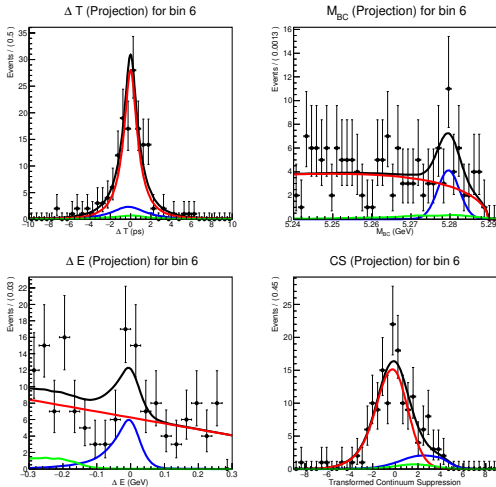 Δ T (Projection) for bin 6
Events / ( 0.5 )
35
30
25
20
15
10
5
0
−10 −8 −6 −4 −2 0 2 4 6 8 10
Δ T (ps)
M_BC (Projection) for bin 6
Events / ( 0.0013 )
16
14
12
10
8
6
4
2
0
5.24 5.25 5.26 5.27 5.28 5.29
M_BC (GeV)
Δ E (Projection) for bin 6
Events / ( 0.03 )
22
20
18
16
14
12
10
8
6
4
2
0
−0.3 −0.2 −0.1 0 0.1 0.2 0.3
Δ E (GeV)
CS (Projection) for bin 6
Events / ( 0.45 )
25
20
15
10
5
0
−8 −6 −4 −2 0 2 4 6 8
Transformed Continuum Suppression